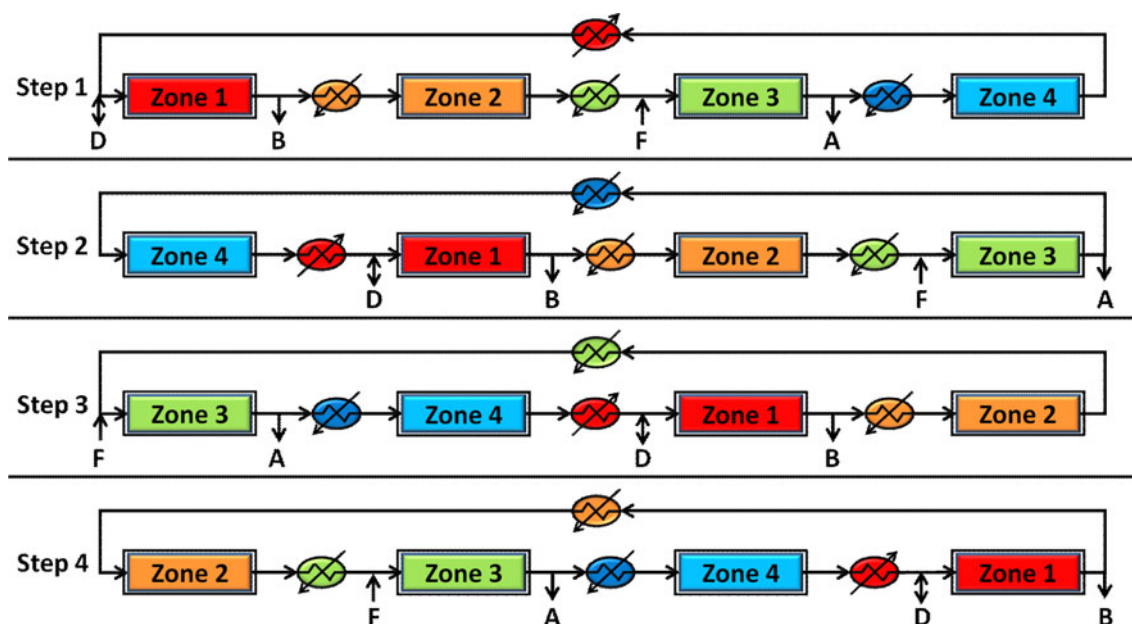 Step 1 Zone 1 Zone 2 Zone 3 Zone 4
D B F A
Step 2 Zone 4 Zone 1 Zone 2 Zone 3
D B F A
Step 3 Zone 3 Zone 4 Zone 1 Zone 2
F A D B
Step 4 Zone 2 Zone 3 Zone 4 Zone 1
F A D B